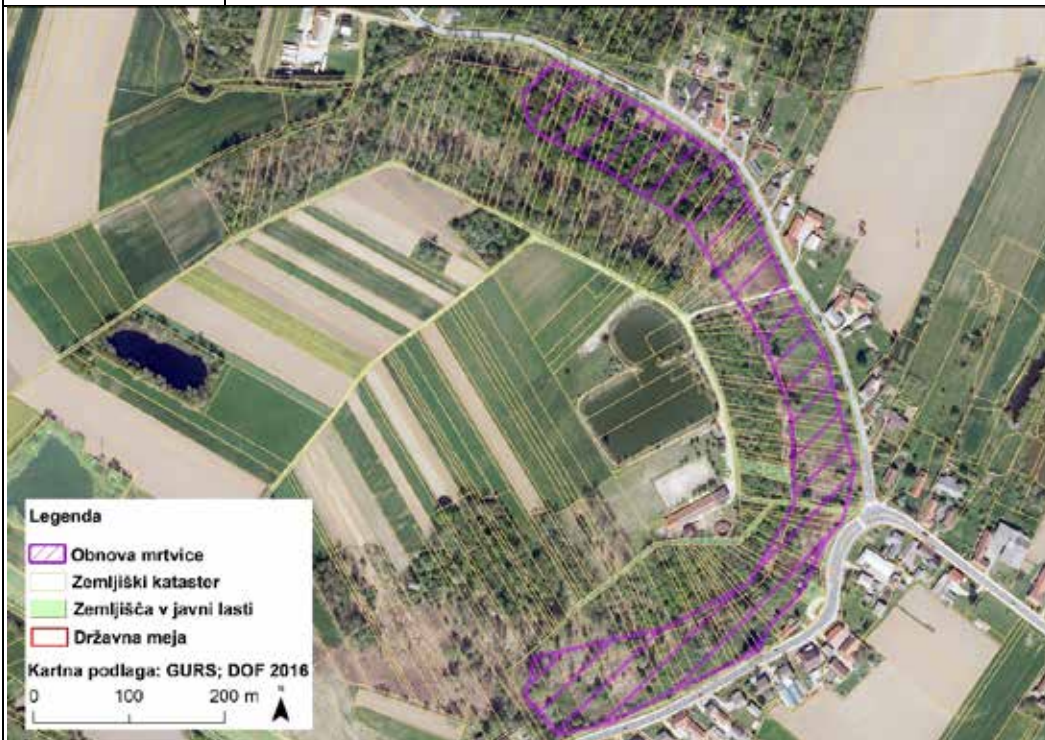 Legenda
Obnova mrtvice
Zemljiški kataster
Zemljišča v javni lasti
Državna meja
Kartna podlaga: GURS; DOF 2016
0 100 200 m N